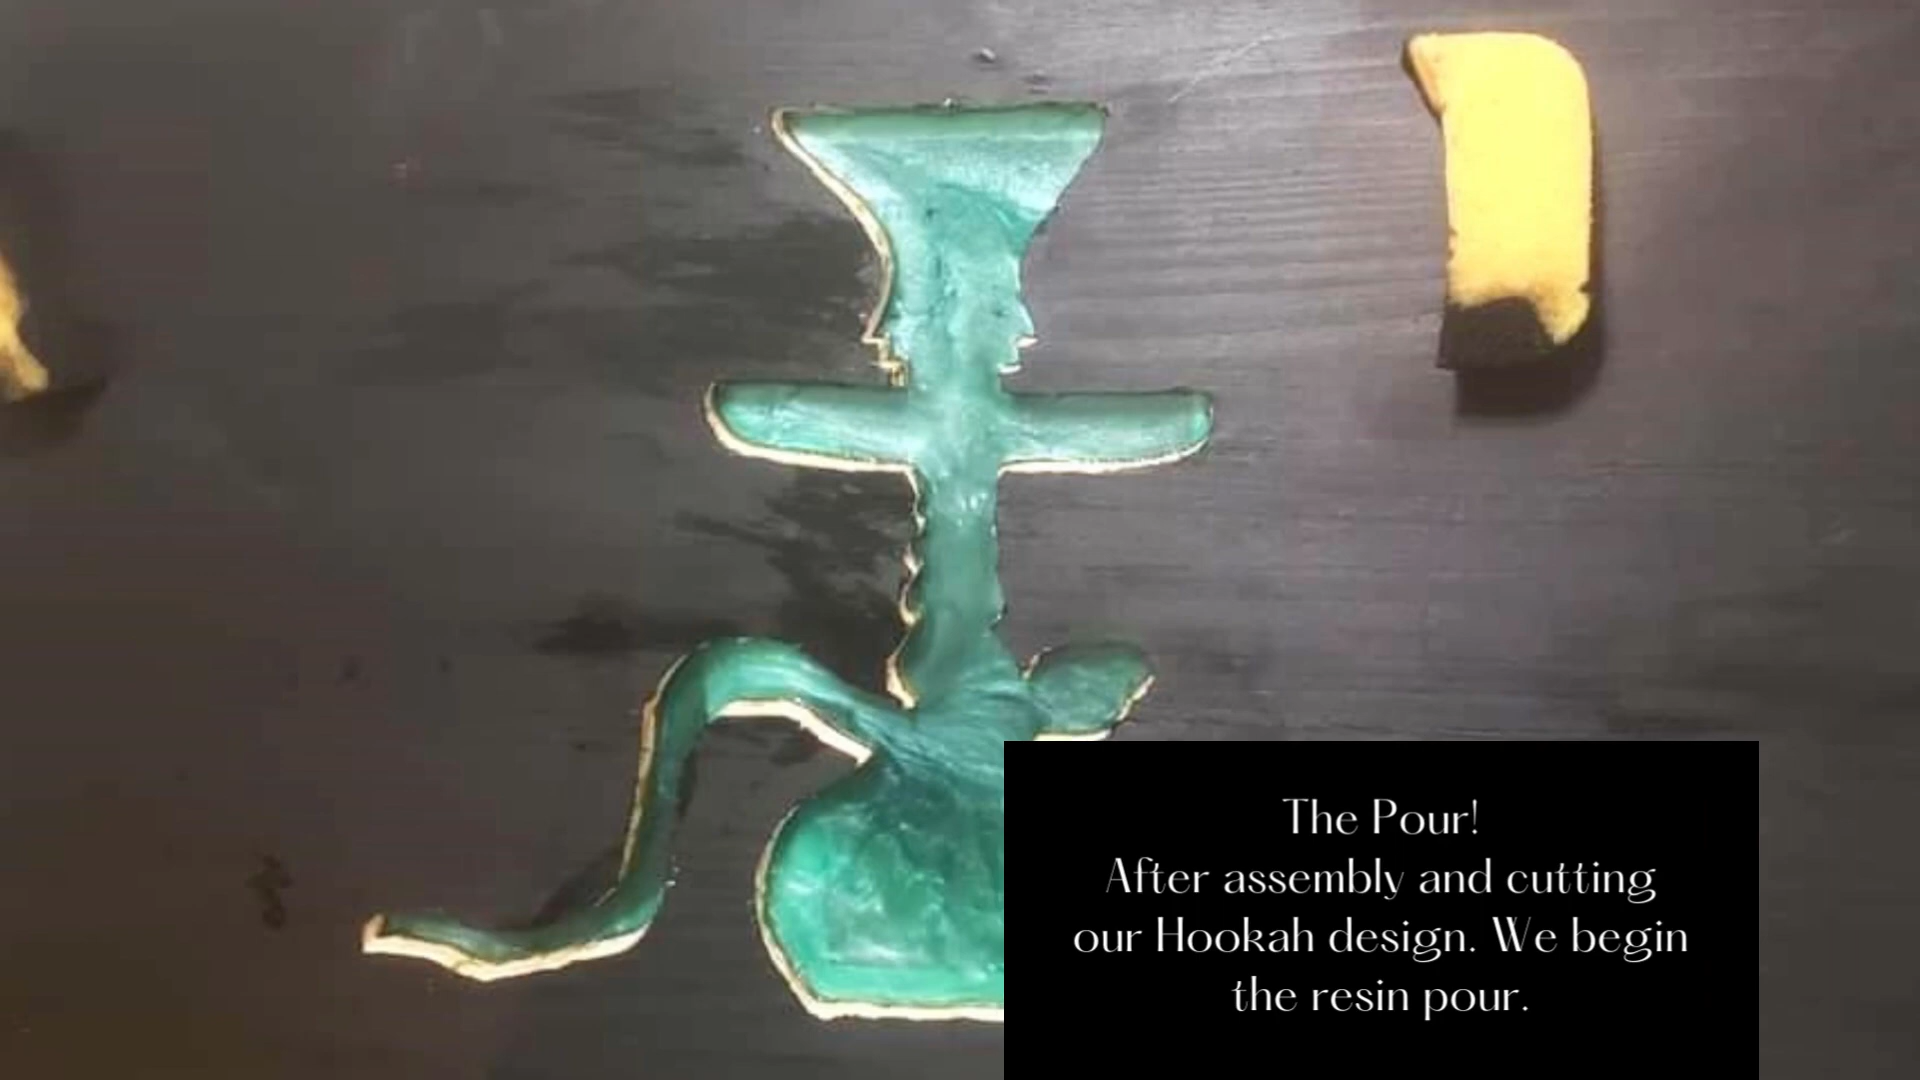 The Pour!
After assembly and cutting
our Hookah design. We begin
the resin pour.